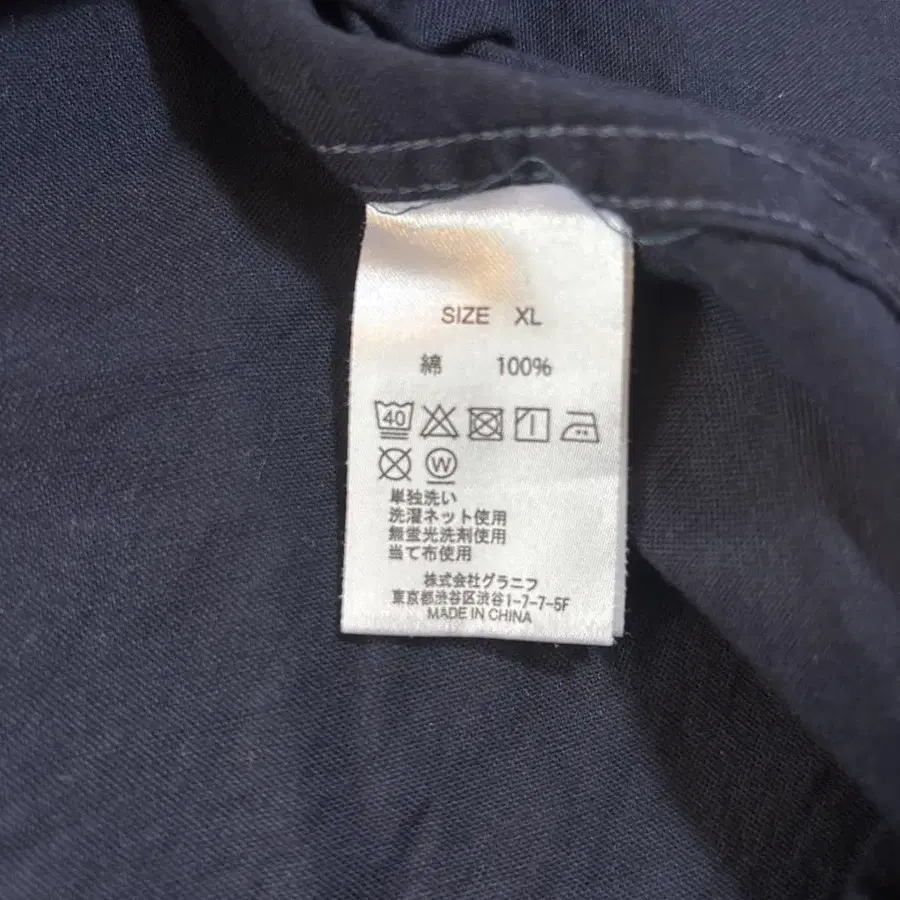 SIZE XL
綿 100%
40
W
単独洗い
洗濯ネット使用
無蛍光洗剤使用
当て布使用
株式会社グラニフ
東京都渋谷区渋谷1-7-7-5F
MADE IN CHINA